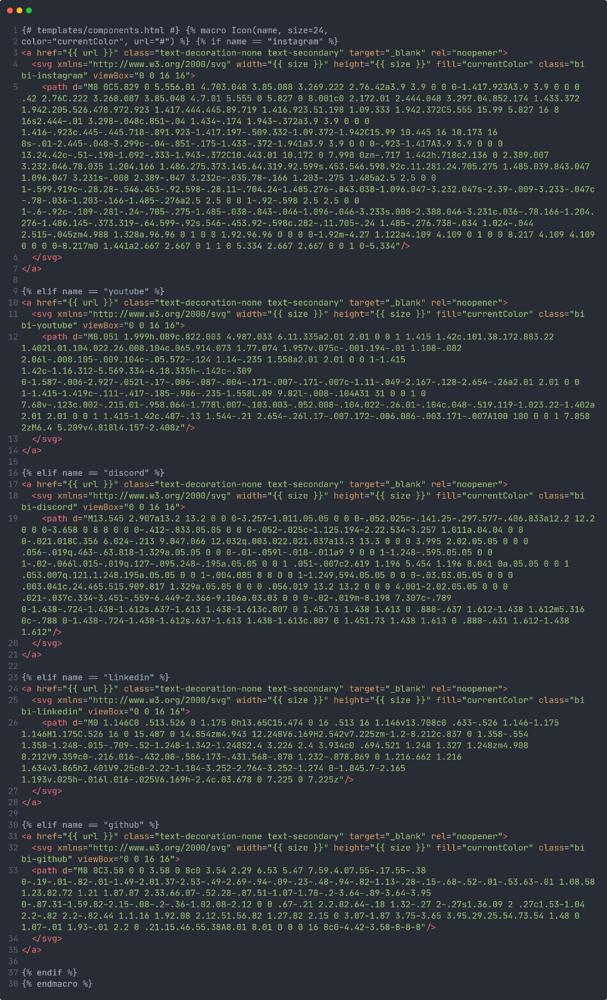 1 {# templates/components.html #} {% macro Icon(name, size=24,
2 color="currentColor", url="#") %} {% if name == "instagram" %}
3 <a href="{{ url }}" class="text-decoration-none text-secondary" target="_blank" rel="noopener">
4   <svg xmlns="http://www.w3.org/2000/svg" width="{{ size }}" height="{{ size }}" fill="currentColor" class="bi
bi-instagram" viewBox="0 0 16 16">
5     <path d="M8 0C5.829 0 5.556.01 4.703.048 3.85.088 3.269.222 2.76.42a3.9 3.9 0 0 0-1.417.923A3.9 3.9 0 0 0
.42 2.76C.222 3.268.087 3.85.048 4.7.01 5.555 0 5.827 0 8.001c0 2.172.01 2.444.048 3.297.04.852.174 1.433.372
1.942.205.526.478.972.923 1.417.444.445.89.719 1.416.923.51.198 1.09.333 1.942.372C5.555 15.99 5.827 16 8
16s2.444-.01 3.298-.048c.851-.04 1.434-.174 1.943-.372a3.9 3.9 0 0 0
1.416-.923c.445-.445.718-.891.923-1.417.197-.509.332-1.09.372-1.942C15.99 10.445 16 10.173 16
8s-.01-2.445-.048-3.299c-.04-.851-.175-1.433-.372-1.941a3.9 3.9 0 0 0-.923-1.417A3.9 3.9 0 0 0
13.24.42c-.51-.198-1.092-.333-1.943-.372C10.443.01 10.172 0 7.998 0zm-.717 1.442h.718c2.136 0 2.389.007
3.232.046.78.035 1.204.166 1.486.275.373.145.64.319.92.599s.453.546.598.92c.11.281.24.705.275 1.485.039.843.047
1.096.047 3.231s-.008 2.389-.047 3.232c-.035.78-.166 1.203-.275 1.485a2.5 2.5 0 0
1-.599.919c-.28.28-.546.453-.92.598-.28.11-.704.24-1.485.276-.843.038-1.096.047-3.232.047s-2.39-.009-3.233-.047c
-.78-.036-1.203-.166-1.485-.276a2.5 2.5 0 0 1-.92-.598 2.5 2.5 0 0
1-.6-.92c-.109-.281-.24-.705-.275-1.485-.038-.843-.046-1.096-.046-3.233s.008-2.388.046-3.231c.036-.78.166-1.204.
276-1.486.145-.373.319-.64.599-.92s.546-.453.92-.598c.282-.11.705-.24 1.485-.276.738-.034 1.024-.044
2.515-.045zm4.988 1.328a.96.96 0 1 0 0 1.92.96.96 0 0 0 0-1.92m-4.27 1.122a4.109 4.109 0 1 0 0 8.217 4.109 4.109
0 0 0 0-8.217m0 1.441a2.667 2.667 0 1 1 0 5.334 2.667 2.667 0 0 1 0-5.334"/>
6   </svg>
7 </a>
8
9 {% elif name == "youtube" %}
10 <a href="{{ url }}" class="text-decoration-none text-secondary" target="_blank" rel="noopener">
11   <svg xmlns="http://www.w3.org/2000/svg" width="{{ size }}" height="{{ size }}" fill="currentColor" class="bi
bi-youtube" viewBox="0 0 16 16">
12     <path d="M8.051 1.999h.089c.822.003 4.987.033 6.11.335a2.01 2.01 0 0 1 1.415 1.42c.101.38.172.883.22
1.402l.01.104.022.26.008.104c.065.914.073 1.77.074 1.957v.075c-.001.194-.01 1.108-.082
2.06l-.008.105-.009.104c-.05.572-.124 1.14-.235 1.558a2.01 2.01 0 0 1-1.415
1.42c-1.16.312-5.569.334-6.18.335h-.142c-.309
0-1.587-.006-2.927-.052l-.17-.006-.087-.004-.171-.007-.171-.007c-1.11-.049-2.167-.128-2.654-.26a2.01 2.01 0 0
1-1.415-1.419c-.111-.417-.185-.986-.235-1.558L.09 9.82l-.008-.104A31 31 0 0 1 0
7.68v-.123c.002-.215.01-.958.064-1.778l.007-.103.003-.052.008-.104.022-.26.01-.104c.048-.519.119-1.023.22-1.402a
2.01 2.01 0 0 1 1.415-1.42c.487-.13 1.544-.21 2.654-.26l.17-.007.172-.006.086-.003.171-.007A100 100 0 0 1 7.858
2zM6.4 5.209v4.818l4.157-2.408z"/>
13   </svg>
14 </a>
15
16 {% elif name == "discord" %}
17 <a href="{{ url }}" class="text-decoration-none text-secondary" target="_blank" rel="noopener">
18   <svg xmlns="http://www.w3.org/2000/svg" width="{{ size }}" height="{{ size }}" fill="currentColor" class="bi
bi-discord" viewBox="0 0 16 16">
19     <path d="M13.545 2.907a13.2 13.2 0 0 0-3.257-1.011.05.05 0 0 0-.052.025c-.141.25-.297.577-.406.833a12.2 12.2
0 0 0-3.658 0 8 8 0 0 0-.412-.833.05.05 0 0 0-.052-.025c-1.125.194-2.22.534-3.257 1.011a.04.04 0 0
0-.021.018C.356 6.024-.213 9.047.066 12.032q.003.022.021.037a13.3 13.3 0 0 0 3.995 2.02.05.05 0 0 0
.056-.019q.463-.63.818-1.329a.05.05 0 0 0-.01-.059l-.018-.011a9 9 0 0 1-1.248-.595.05.05 0 0
1-.02-.066l.015-.019q.127-.095.248-.195a.05.05 0 0 1 .051-.007c2.619 1.196 5.454 1.196 8.041 0a.05.05 0 0 1
.053.007q.121.1.248.195a.05.05 0 0 1-.004.085 8 8 0 0 1-1.249.594.05.05 0 0 0-.03.03.05.05 0 0 0
.003.041c.24.465.515.909.817 1.329a.05.05 0 0 0 .056.019 13.2 13.2 0 0 0 4.001-2.02.05.05 0 0 0
.021-.037c.334-3.451-.559-6.449-2.366-9.106a.03.03 0 0 0-.02-.019m-8.198 7.307c-.789
0-1.438-.724-1.438-1.612s.637-1.613 1.438-1.613c.807 0 1.45.73 1.438 1.613 0 .888-.637 1.612-1.438 1.612m5.316
0c-.788 0-1.438-.724-1.438-1.612s.637-1.613 1.438-1.613c.807 0 1.451.73 1.438 1.613 0 .888-.631 1.612-1.438
1.612"/>
20   </svg>
21 </a>
22
23 {% elif name == "linkedin" %}
24 <a href="{{ url }}" class="text-decoration-none text-secondary" target="_blank" rel="noopener">
25   <svg xmlns="http://www.w3.org/2000/svg" width="{{ size }}" height="{{ size }}" fill="currentColor" class="bi
bi-linkedin" viewBox="0 0 16 16">
26     <path d="M0 1.146C0 .513.526 0 1.175 0h13.65C15.474 0 16 .513 16 1.146v13.708c0 .633-.526 1.146-1.175
1.146H1.175C.526 16 0 15.487 0 14.854zm4.943 12.248V6.169H2.542v7.225zm-1.2-8.212c.837 0 1.358-.554
1.358-1.248-.015-.709-.52-1.248-1.342-1.248S2.4 3.226 2.4 3.934c0 .694.521 1.248 1.327 1.248zm4.908
8.212V9.359c0-.216.016-.432.08-.586.173-.431.568-.878 1.232-.878.869 0 1.216.662 1.216
1.634v3.865h2.401V9.25c0-2.22-1.184-3.252-2.764-3.252-1.274 0-1.845.7-2.165
1.193v.025h-.016l.016-.025V6.169h-2.4c.03.678 0 7.225 0 7.225z"/>
27   </svg>
28 </a>
29
30 {% elif name == "github" %}
31 <a href="{{ url }}" class="text-decoration-none text-secondary" target="_blank" rel="noopener">
32   <svg xmlns="http://www.w3.org/2000/svg" width="{{ size }}" height="{{ size }}" fill="currentColor" class="bi
bi-github" viewBox="0 0 16 16">
33   <path d="M8 0C3.58 0 0 3.58 0 8c0 3.54 2.29 6.53 5.47 7.59.4.07.55-.17.55-.38
0-.19-.01-.82-.01-1.49-2.01.37-2.53-.49-2.69-.94-.09-.23-.48-.94-.82-1.13-.28-.15-.68-.52-.01-.53.63-.01 1.08.58
1.23.82.72 1.21 1.87.87 2.33.66.07-.52.28-.87.51-1.07-1.78-.2-3.64-.89-3.64-3.95
0-.87.31-1.59.82-2.15-.08-.2-.36-1.02.08-2.12 0 0 .67-.21 2.2.82.64-.18 1.32-.27 2-.27s1.36.09 2 .27c1.53-1.04
2.2-.82 2.2-.82.44 1.1.16 1.92.08 2.12.51.56.82 1.27.82 2.15 0 3.07-1.87 3.75-3.65 3.95.29.25.54.73.54 1.48 0
1.07-.01 1.93-.01 2.2 0 .21.15.46.55.38A8.01 8.01 0 0 0 16 8c0-4.42-3.58-8-8-8"/>
34   </svg>
35 </a>
36
37 {% endif %}
38 {% endmacro %}